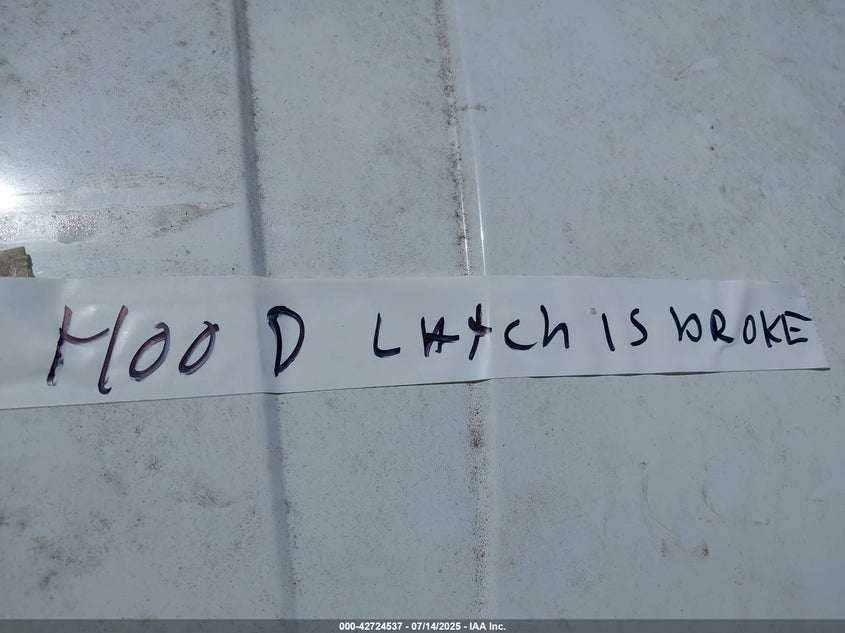 HOOD LAtch IS bROKE
000-42724537 - 07/14/2025 - IAA Inc.